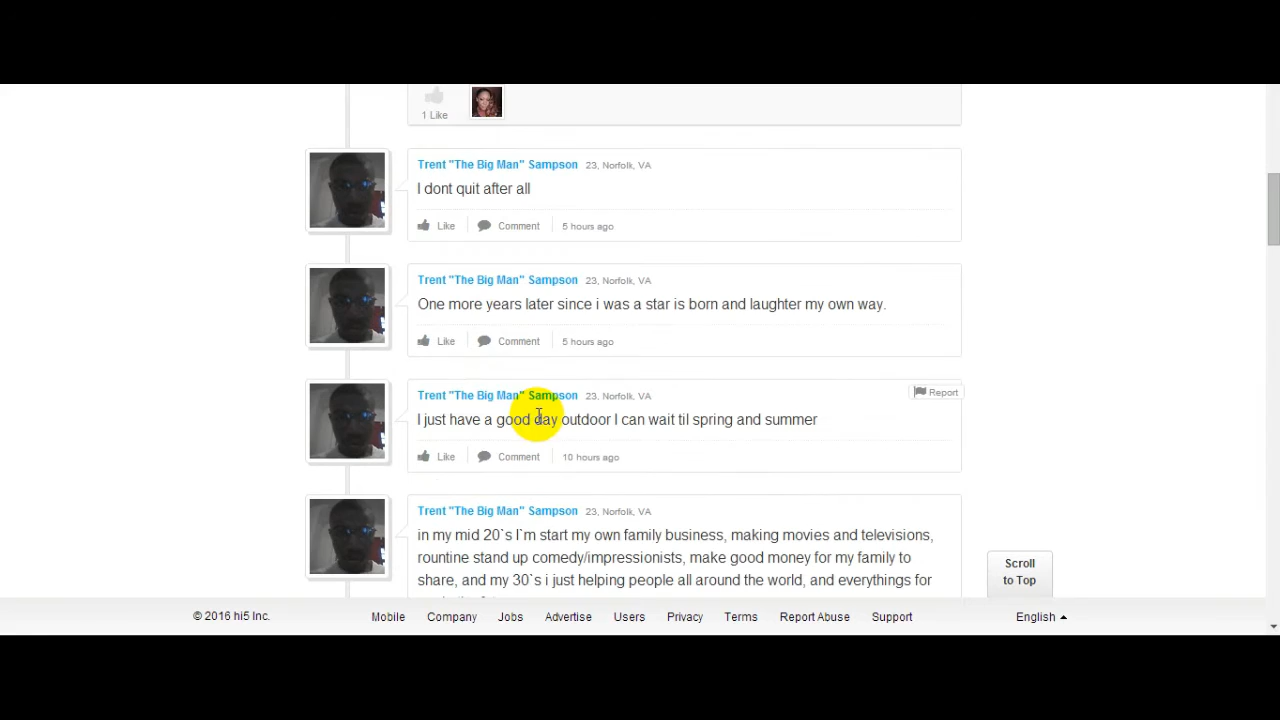 1 Like
Trent "The Big Man" Sampson 23, Norfolk, VA
I dont quit after all
Like Comment 5 hours ago
Trent "The Big Man" Sampson 23, Norfolk, VA
One more years later since i was a star is born and laughter my own way.
Like Comment 5 hours ago
Trent "The Big Man" Sampson 23, Norfolk, VA Report
I just have a good day outdoor I can wait til spring and summer
Like Comment 10 hours ago
Trent "The Big Man" Sampson 23, Norfolk, VA
in my mid 20`s I`m start my own family business, making movies and televisions,
rountine stand up comedy/impressionists, make good money for my family to
share, and my 30`s i just helping people all around the world, and everythings for
Scroll
to Top
© 2016 hi5 Inc. Mobile Company Jobs Advertise Users Privacy Terms Report Abuse Support English